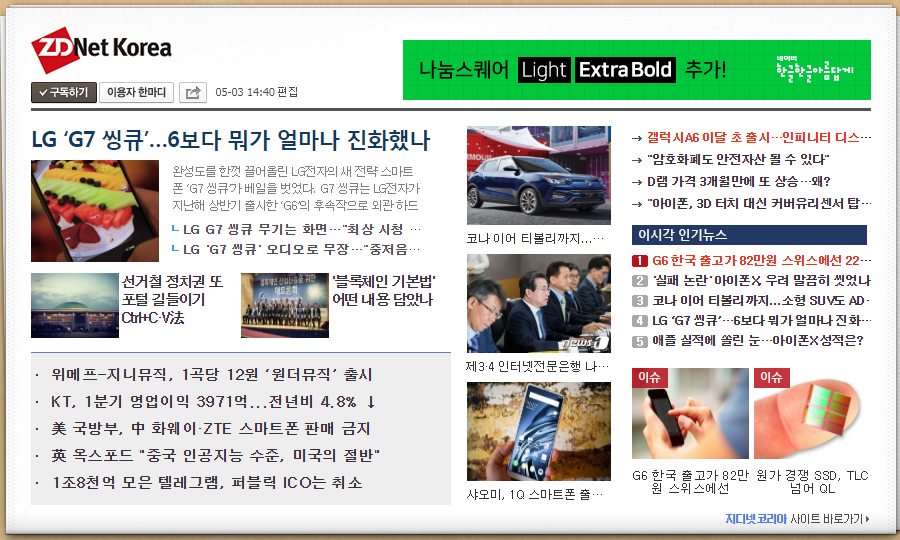 ZDNet Korea
나눔스퀘어 Light ExtraBold 추가!
네이버
한글한글아름답게
구독하기 이용자 한마디 05-03 14:40 편집
LG ‘G7 씽큐’...6보다 뭐가 얼마나 진화했나
완성도를 한껏 끌어올린 LG전자의 새 전략 스마트
폰 ‘G7 씽큐’가 베일을 벗었다. G7 씽큐는 LG전자가
지난해 상반기 출시한 ‘G6’의 후속작으로 외관 하드
LG G7 씽큐 무기는 화면…"최상 시청 …
LG ‘G7 씽큐’ 오디오로 무장…"중저음…
선거철 정치권 또
포털 길들이기
Ctrl+C·V法
'블록체인 기본법'
어떤 내용 담았나
· 위메프-지니뮤직, 1곡당 12원 ‘원더뮤직’ 출시
· KT, 1분기 영업이익 3971억...전년비 4.8% ↓
· 美 국방부, 中 화웨이·ZTE 스마트폰 판매 금지
· 英 옥스포드 "중국 인공지능 수준, 미국의 절반"
· 1조8천억 모은 텔레그램, 퍼블릭 ICO는 취소
코나 이어 티볼리까지...…
news1
제3·4 인터넷전문은행 나…
샤오미, 1Q 스마트폰 출…
→ 갤럭시A6 이달 초 출시…인피니티 디스…
→ "암호화폐도 안전자산 될 수 있다"
→ D램 가격 3개월만에 또 상승…왜?
→ "아이폰, 3D 터치 대신 커버유리센서 탑…
이시각 인기뉴스
1 G6 한국 출고가 82만원 스위스에선 22…
2 '실패 논란' 아이폰X, 우려 말끔히 씻었나
3 코나 이어 티볼리까지...소형 SUV도 AD…
4 LG ‘G7 씽큐’…6보다 뭐가 얼마나 진화…
5 애플 실적에 쏠린 눈…아이폰X성적은?
이슈
이슈
G6 한국 출고가 82만
원 스위스에선
원가 경쟁 SSD, TLC
넘어 QL
지디넷코리아 사이트 바로가기